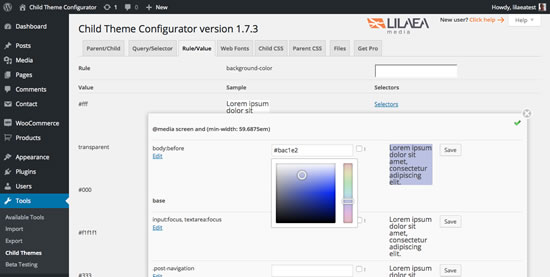 Child Theme Configurator
0
+ New
Howdy, lilaeatest
Dashboard
Posts
Media
Pages
Comments
Contact
WooCommerce
Products
Appearance
Plugins
Users
Tools
Available Tools
Import
Export
Child Themes
Beta Testing
Child Theme Configurator version 1.7.3
LILAEA
media
New user? Click help
Help
Parent/Child
Query/Selector
Rule/Value
Web Fonts
Child CSS
Parent CSS
Files
Get Pro
Rule
background-color
Value
Sample
Selectors
#fff
Lorem ipsum
dolor sit
Selectors
@media screen and (min-width: 59.6875em)
transparent
body:before
Edit
#bac1e2
!
Lorem ipsum
dolor sit
amet,
consectetur
adipiscing
elit.
Save
#000
base
#f1f1f1
input:focus, textarea:focus
Edit
!
Lorem ipsum
dolor sit
amet,
consectetur
adipiscing
elit.
Save
#333
.post-navigation
!
Lorem ipsum
Save